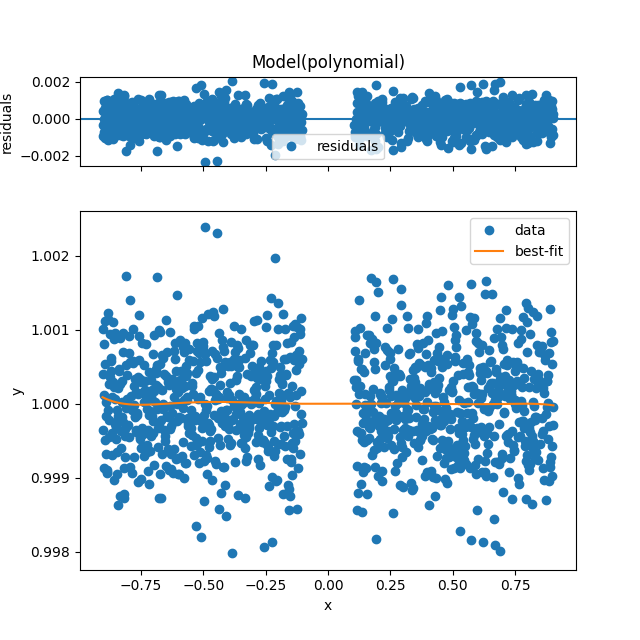 Model(polynomial)
0.002
0.000
−0.002
residuals
residuals
data
best-fit
1.002
1.001
1.000
0.999
0.998
y
−0.75 −0.50 −0.25 0.00 0.25 0.50 0.75
x